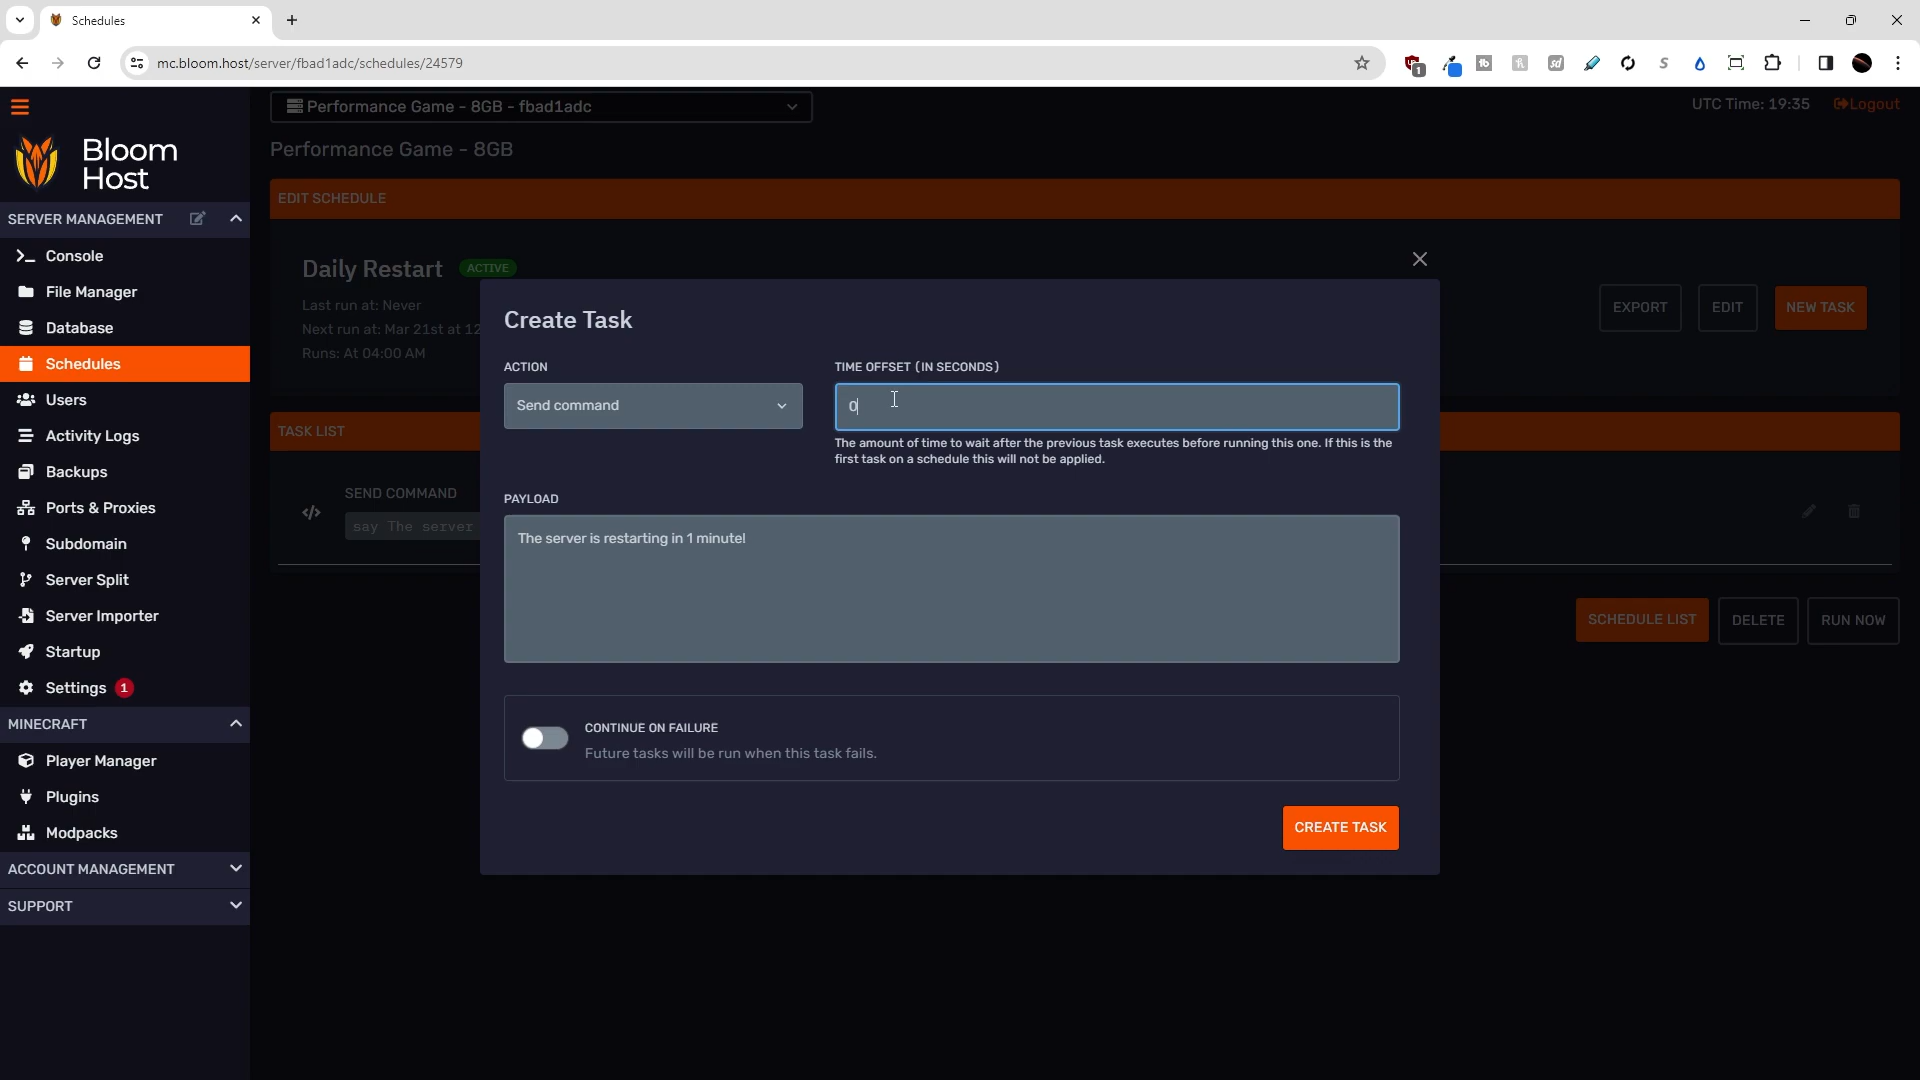 Schedules
mc.bloom.host/server/fbad1adc/schedules/24579
Performance Game - 8GB - fbad1adc
UTC Time: 19:35
Logout
Bloom
Host
Performance Game - 8GB
SERVER MANAGEMENT
Console
File Manager
Database
Schedules
Users
Activity Logs
Backups
Ports & Proxies
Subdomain
Server Split
Server Importer
Startup
Settings 1
MINECRAFT
Player Manager
Plugins
Modpacks
ACCOUNT MANAGEMENT
SUPPORT
EDIT SCHEDULE
Daily Restart ACTIVE
Last run at: Never
Next run at: Mar 21st at 12
Runs: At 04:00 AM
EXPORT
EDIT
NEW TASK
TASK LIST
SEND COMMAND
say The server
SCHEDULE LIST
DELETE
RUN NOW
Create Task
ACTION
Send command
TIME OFFSET (IN SECONDS)
0
The amount of time to wait after the previous task executes before running this one. If this is the
first task on a schedule this will not be applied.
PAYLOAD
The server is restarting in 1 minute!
CONTINUE ON FAILURE
Future tasks will be run when this task fails.
CREATE TASK